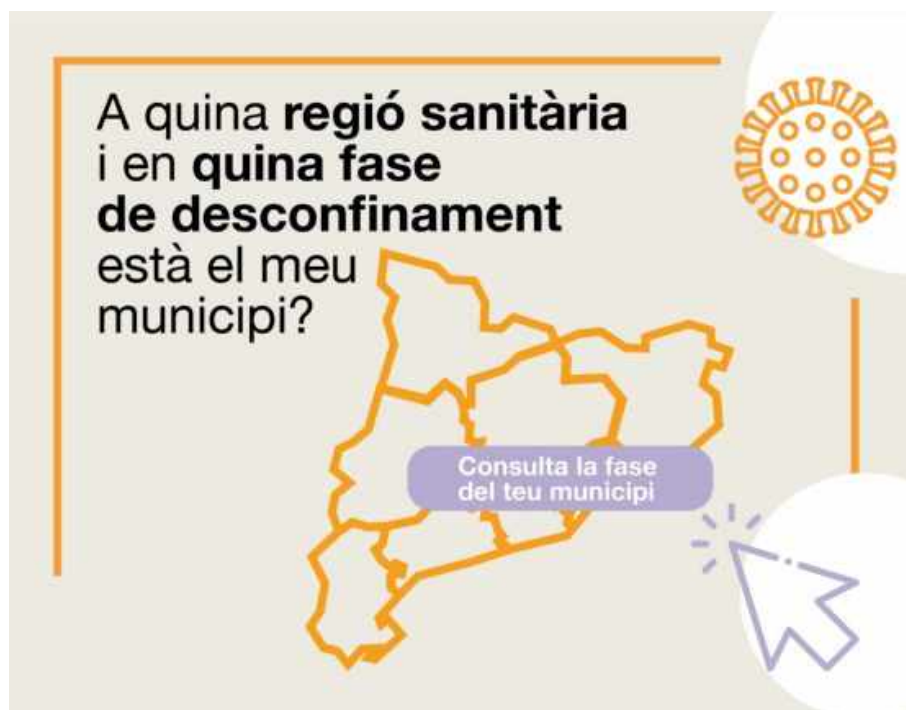 A quina regió sanitària
i en quina fase
de desconfinament
està el meu
municipi?
Consulta la fase
del teu municipi